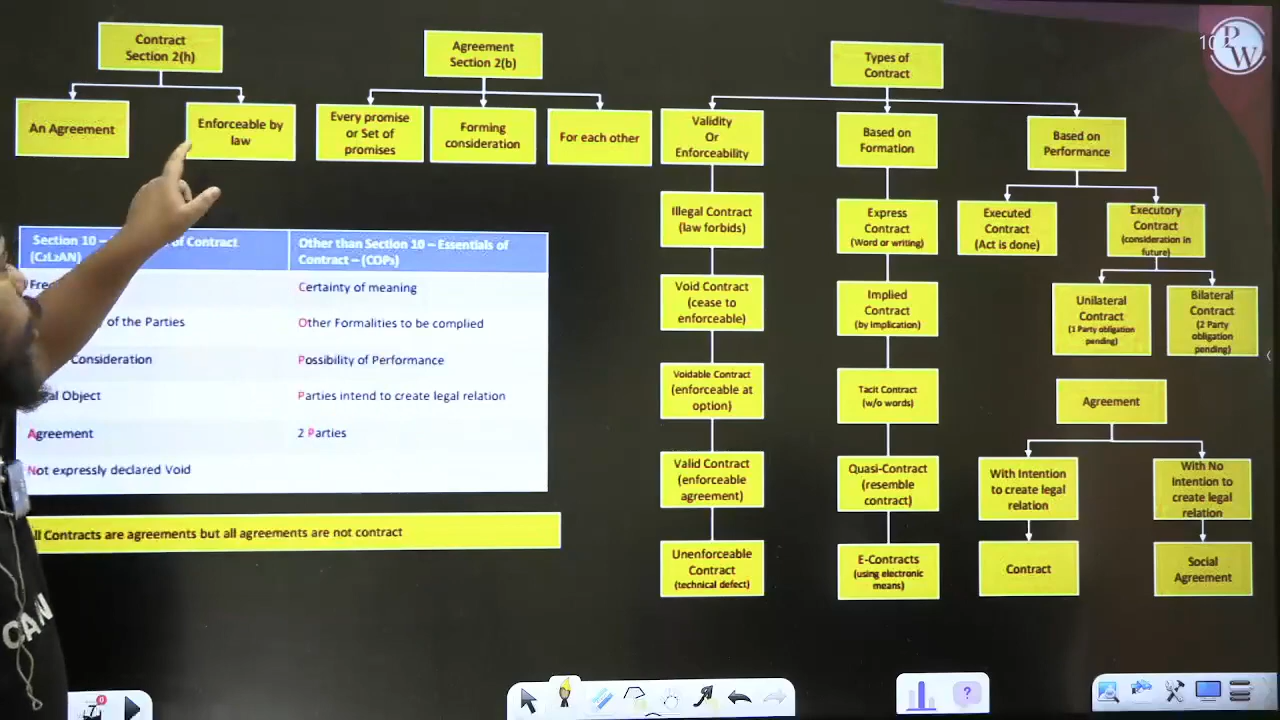 Contract
Section 2(h)
An Agreement
Enforceable by
law
Agreement
Section 2(b)
Every promise
or Set of
promises
Forming
consideration
For each other
Section 10 –
of Contract
(C₂L₂AN)
Other than Section 10 – Essentials of
Contract – (COP₃)
Certainty of meaning
of the Parties
Other Formalities to be complied
Consideration
Possibility of Performance
Object
Parties intend to create legal relation
Agreement
2 Parties
Not expressly declared Void
Contracts are agreements but all agreements are not contract
Types of
Contract
Validity
Or
Enforceability
Illegal Contract
(law forbids)
Void Contract
(cease to
enforceable)
Voidable Contract
(enforceable at
option)
Valid Contract
(enforceable
agreement)
Unenforceable
Contract
(technical defect)
Based on
Formation
Express
Contract
(Word or writing)
Implied
Contract
(by implication)
Tacit Contract
(w/o words)
Quasi-Contract
(resemble
contract)
E-Contracts
(using electronic
means)
Based on
Performance
Executed
Contract
(Act is done)
Executory
Contract
(consideration in
future)
Unilateral
Contract
(1 Party obligation
pending)
Bilateral
Contract
(2 Party
obligation
pending)
Agreement
With Intention
to create legal
relation
With No
Intention to
create legal
relation
Contract
Social
Agreement
PW
CAN
7
0
?